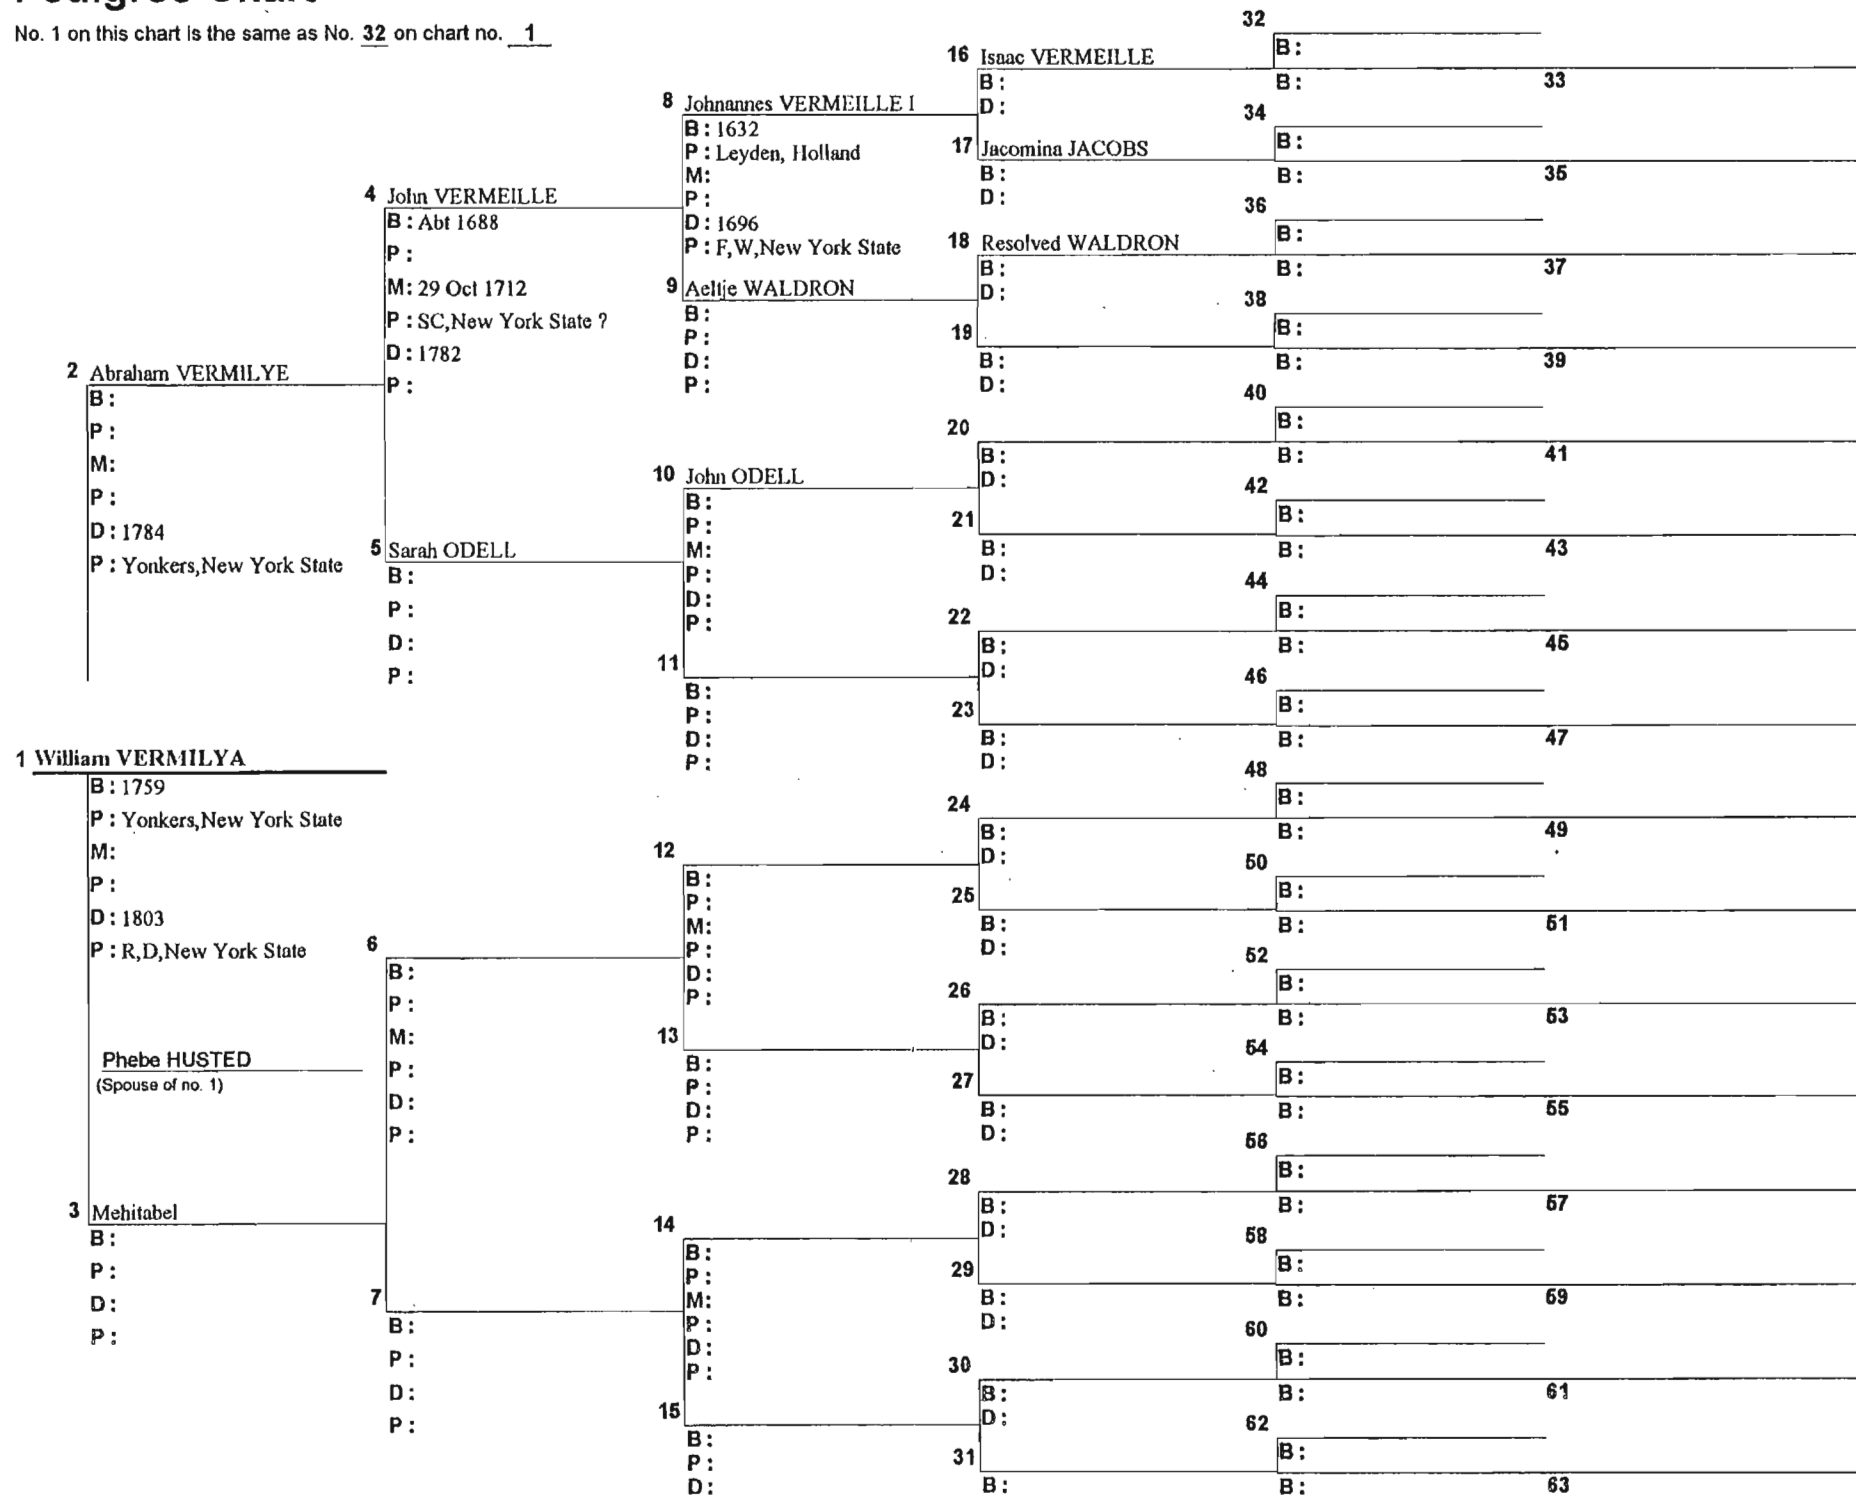 Pedigree Chart
No. 1 on this chart is the same as No. 32 on chart no. 1
2 Abraham VERMILYE
B:
P:
M:
P:
D: 1784
P: Yonkers,New York State
1 William VERMILYA
B: 1759
P: Yonkers,New York State
M:
P:
D: 1803
P: R,D,New York State
Phebe HUSTED
(Spouse of no. 1)
3 Mehitabel
B:
P:
D:
P:
4 John VERMEILLE
B: Abt 1688
P:
M: 29 Oct 1712
P: SC,New York State ?
D: 1782
P:
5 Sarah ODELL
B:
P:
D:
P:
6
B:
P:
M:
P:
D:
P:
7
B:
P:
D:
P:
8 Johnannes VERMEILLE I
B: 1632
P: Leyden, Holland
M:
P:
D: 1696
P: F,W,New York State
9 Aeltje WALDRON
B:
P:
D:
P:
10 John ODELL
B:
P:
M:
P:
D:
P:
11
B:
P:
D:
P:
12
B:
P:
M:
P:
D:
P:
13
B:
P:
D:
P:
14
B:
P:
M:
P:
D:
P:
15
B:
P:
D:
16 Isaac VERMEILLE
B:
D:
17 Jacomina JACOBS
B:
D:
18 Resolved WALDRON
B:
D:
19
B:
D:
20
B:
D:
21
B:
D:
22
B:
D:
23
B:
D:
24
B:
D:
25
B:
D:
26
B:
D:
27
B:
D:
28
B:
D:
29
B:
D:
30
B:
D:
31
B:
32
B:
B: 33
34
B:
B: 35
36
B:
B: 37
38
B:
B: 39
40
B:
B: 41
42
B:
B: 43
44
B:
B: 45
46
B:
B: 47
48
B:
B: 49
50
B:
B: 51
52
B:
B: 53
54
B:
B: 55
56
B:
B: 57
58
B:
B: 59
60
B:
B: 61
62
B:
B: 63